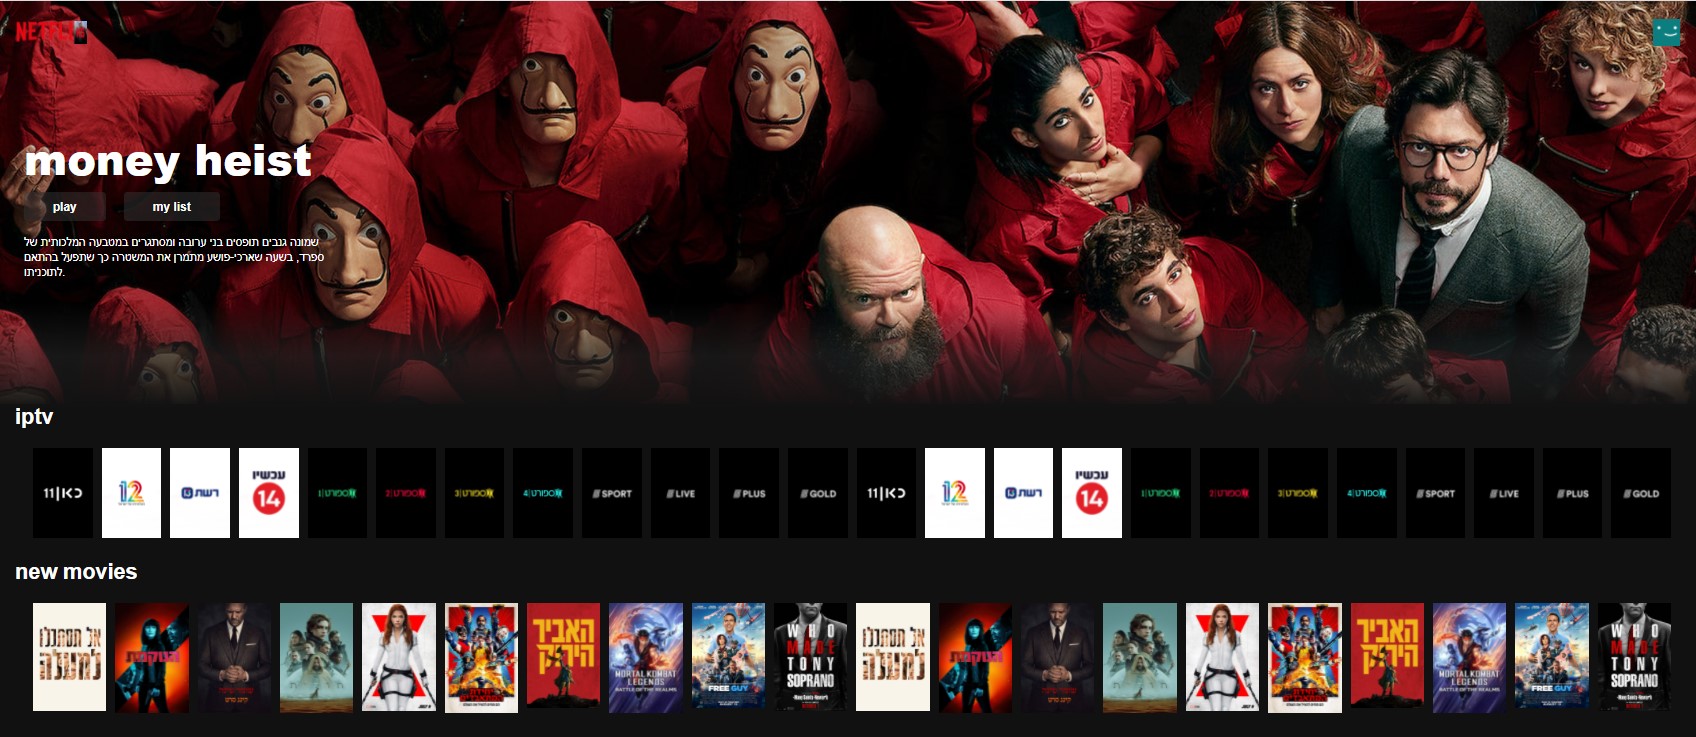 NETFLIX
money heist
play
my list
שמונה גנבים תופסים בני ערובה ומסתגרים במטבעה המלכותית של
ספרד, בשעה שארכי-פושע מתמרן את המשטרה כך שתפעל בהתאם
לתוכניתו.
iptv
כאן|11
12
רשת
עכשיו
14
ספורט|1
ספורט|2
ספורט|3
ספורט|4
SPORT
LIVE
PLUS
GOLD
כאן|11
12
רשת
עכשיו
14
ספורט|1
ספורט|2
ספורט|3
ספורט|4
SPORT
LIVE
PLUS
GOLD
new movies
אל תסתכלו
למעלה
האביר
הירוק
MORTAL KOMBAT
LEGENDS
BATTLE OF THE REALMS
FREE GUY
WHO
MADE
TONY
SOPRANO
אל תסתכלו
למעלה
האביר
הירוק
MORTAL KOMBAT
LEGENDS
BATTLE OF THE REALMS
FREE GUY
WHO
MADE
TONY
SOPRANO